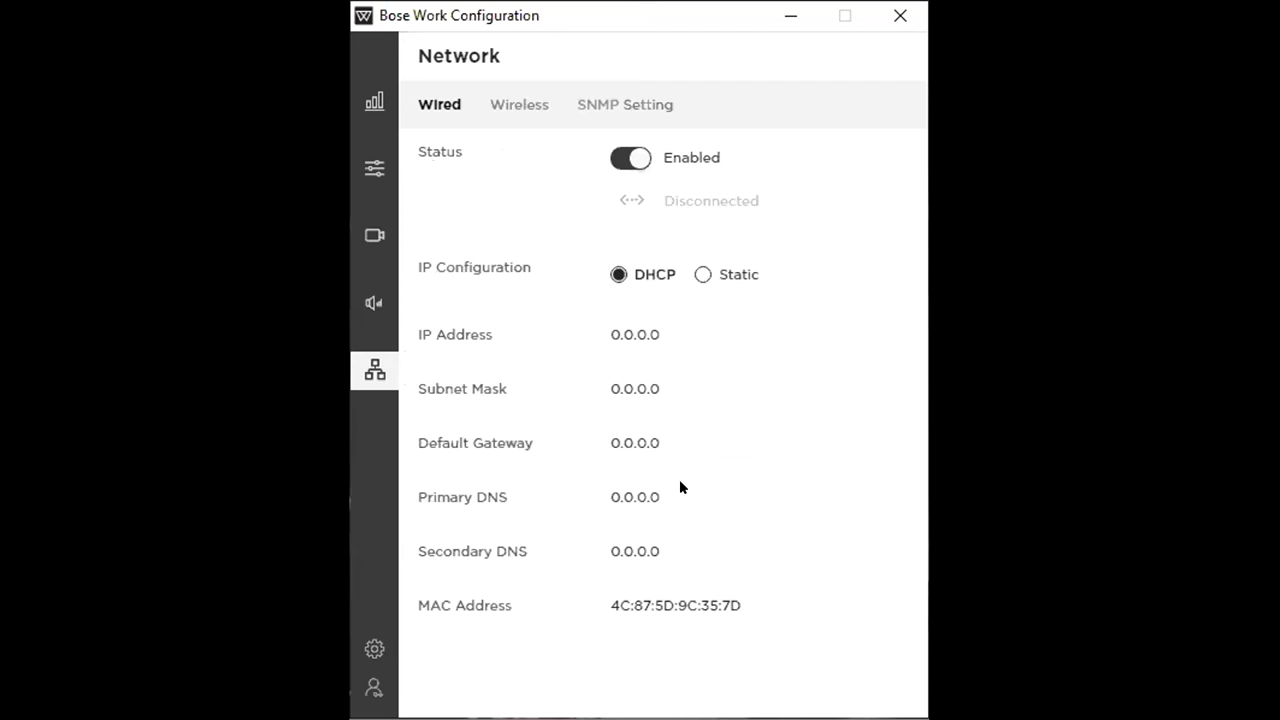 Bose Work Configuration
Network
Wired Wireless SNMP Setting
Status Enabled
Disconnected
IP Configuration DHCP Static
IP Address 0.0.0.0
Subnet Mask 0.0.0.0
Default Gateway 0.0.0.0
Primary DNS 0.0.0.0
Secondary DNS 0.0.0.0
MAC Address 4C:87:5D:9C:35:7D